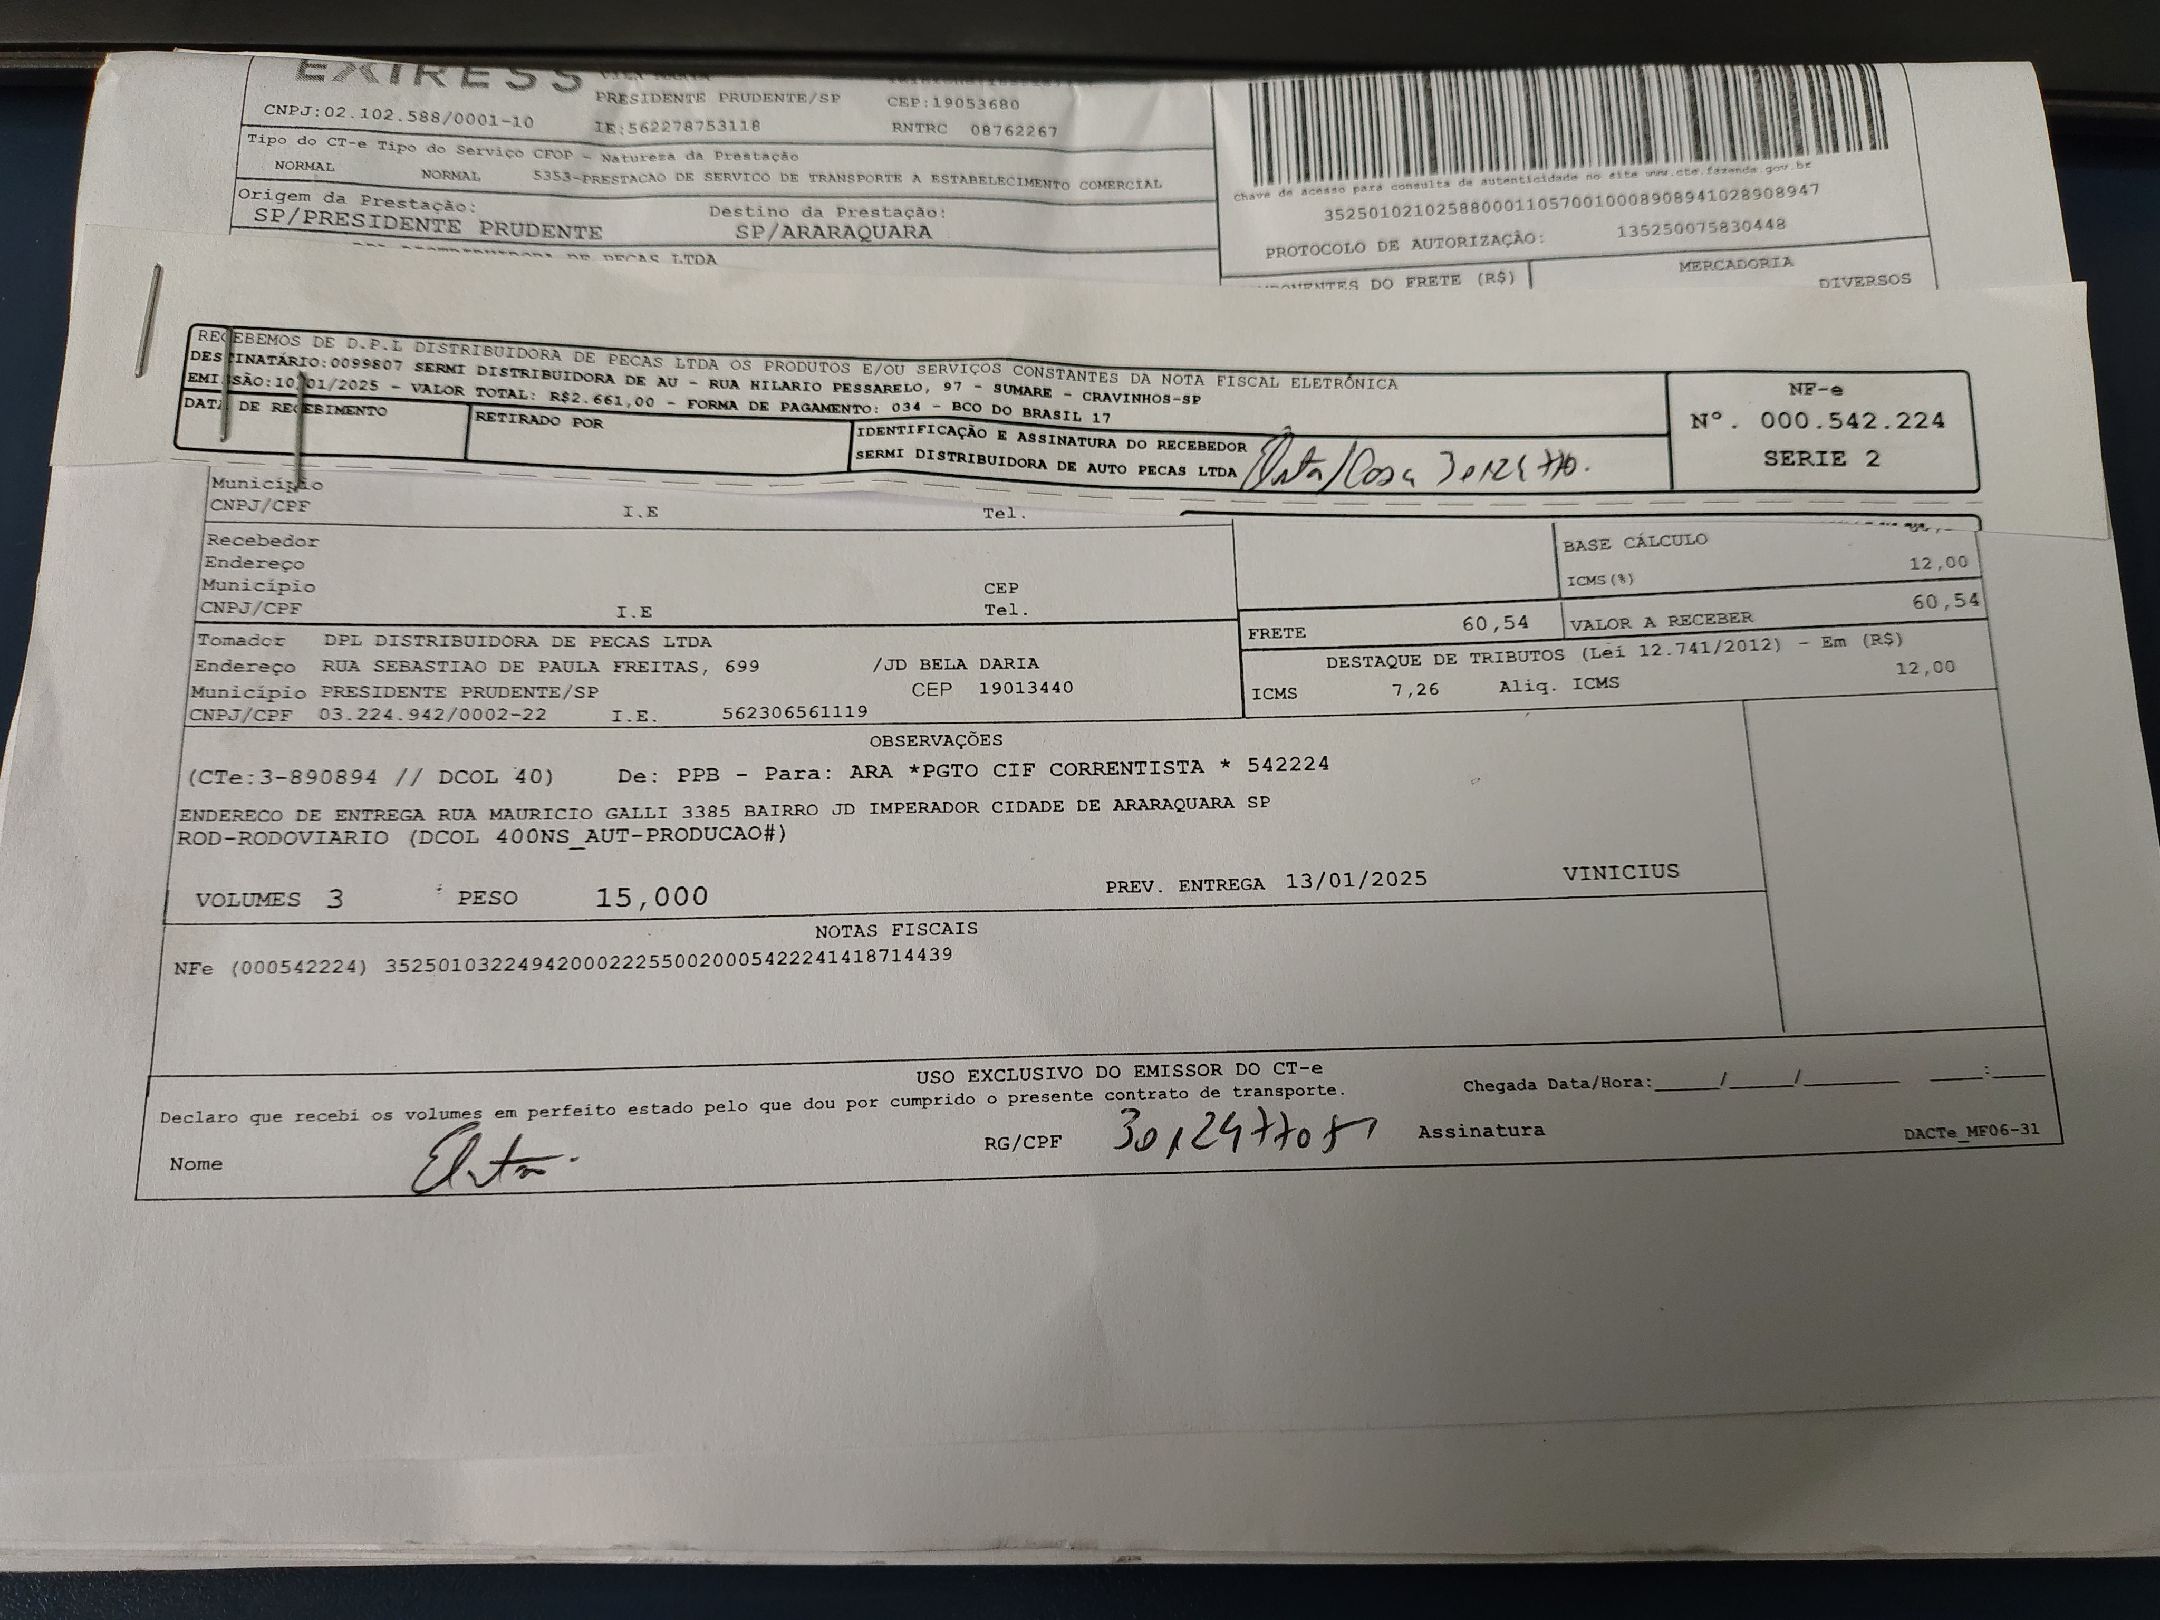 EXIRESS
PRESIDENTE PRUDENTE/SP CEP:19053680
CNPJ:02.102.588/0001-10 IE:562278753118 RNTRC 08762267
Tipo do CT-e Tipo do Serviço CFOP - Natureza da Prestação
NORMAL NORMAL 5353-PRESTACAO DE SERVICO DE TRANSPORTE A ESTABELECIMENTO COMERCIAL
Origem da Prestação: Destino da Prestação:
SP/PRESIDENTE PRUDENTE SP/ARARAQUARA
DE PECAS LTDA
Chave de acesso para consulta de autenticidade no site www.cte.fazenda.gov.br
35250102102588000110570010008908941028908947
PROTOCOLO DE AUTORIZAÇÃO: 135250075830448
DO FRETE (R$) MERCADORIA
DIVERSOS
RECEBEMOS DE D.P.L DISTRIBUIDORA DE PECAS LTDA OS PRODUTOS E/OU SERVIÇOS CONSTANTES DA NOTA FISCAL ELETRÔNICA
DESTINATÁRIO:0099807 SERMI DISTRIBUIDORA DE AU - RUA HILARIO PESSARELO, 97 - SUMARE - CRAVINHOS-SP
EMISSÃO:10/01/2025 - VALOR TOTAL: R$2.661,00 - FORMA DE PAGAMENTO: 034 - BCO DO BRASIL 17
DATA DE RECEBIMENTO RETIRADO POR IDENTIFICAÇÃO E ASSINATURA DO RECEBEDOR
SERMI DISTRIBUIDORA DE AUTO PECAS LTDA
NF-e
Nº. 000.542.224
SERIE 2
Município
CNPJ/CPF I.E Tel.
Recebedor
Endereço
Município CEP
CNPJ/CPF I.E Tel.
BASE CÁLCULO
ICMS(%) 12,00
FRETE 60,54 VALOR A RECEBER 60,54
DESTAQUE DE TRIBUTOS (Lei 12.741/2012) - Em (R$)
ICMS 7,26 Aliq. ICMS 12,00
Tomador DPL DISTRIBUIDORA DE PECAS LTDA
Endereço RUA SEBASTIAO DE PAULA FREITAS, 699 /JD BELA DARIA
Município PRESIDENTE PRUDENTE/SP CEP 19013440
CNPJ/CPF 03.224.942/0002-22 I.E. 562306561119
OBSERVAÇÕES
(CTe:3-890894 // DCOL 40) De: PPB - Para: ARA *PGTO CIF CORRENTISTA * 542224
ENDERECO DE ENTREGA RUA MAURICIO GALLI 3385 BAIRRO JD IMPERADOR CIDADE DE ARARAQUARA SP
ROD-RODOVIARIO (DCOL 400NS_AUT-PRODUCAO#)
VOLUMES 3 PESO 15,000 PREV. ENTREGA 13/01/2025 VINICIUS
NOTAS FISCAIS
NFe (000542224) 35250103224942000222550020005422241418714439
USO EXCLUSIVO DO EMISSOR DO CT-e
Declaro que recebi os volumes em perfeito estado pelo que dou por cumprido o presente contrato de transporte. Chegada Data/Hora:_____/_____/_______ ____:____
Nome RG/CPF Assinatura DACTe_MF06-31